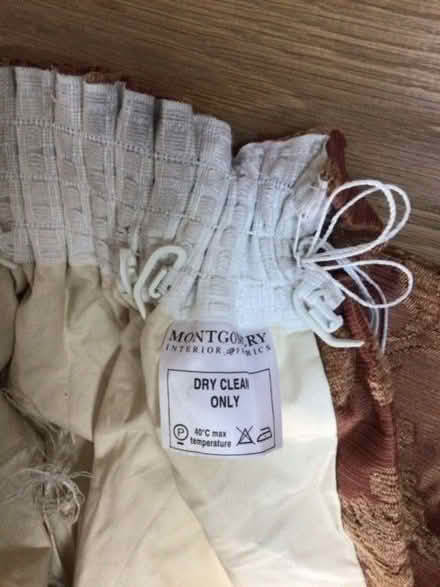 MONTGOMERY
INTERIOR FABRICS
DRY CLEAN
ONLY
P 40°C max
temperature